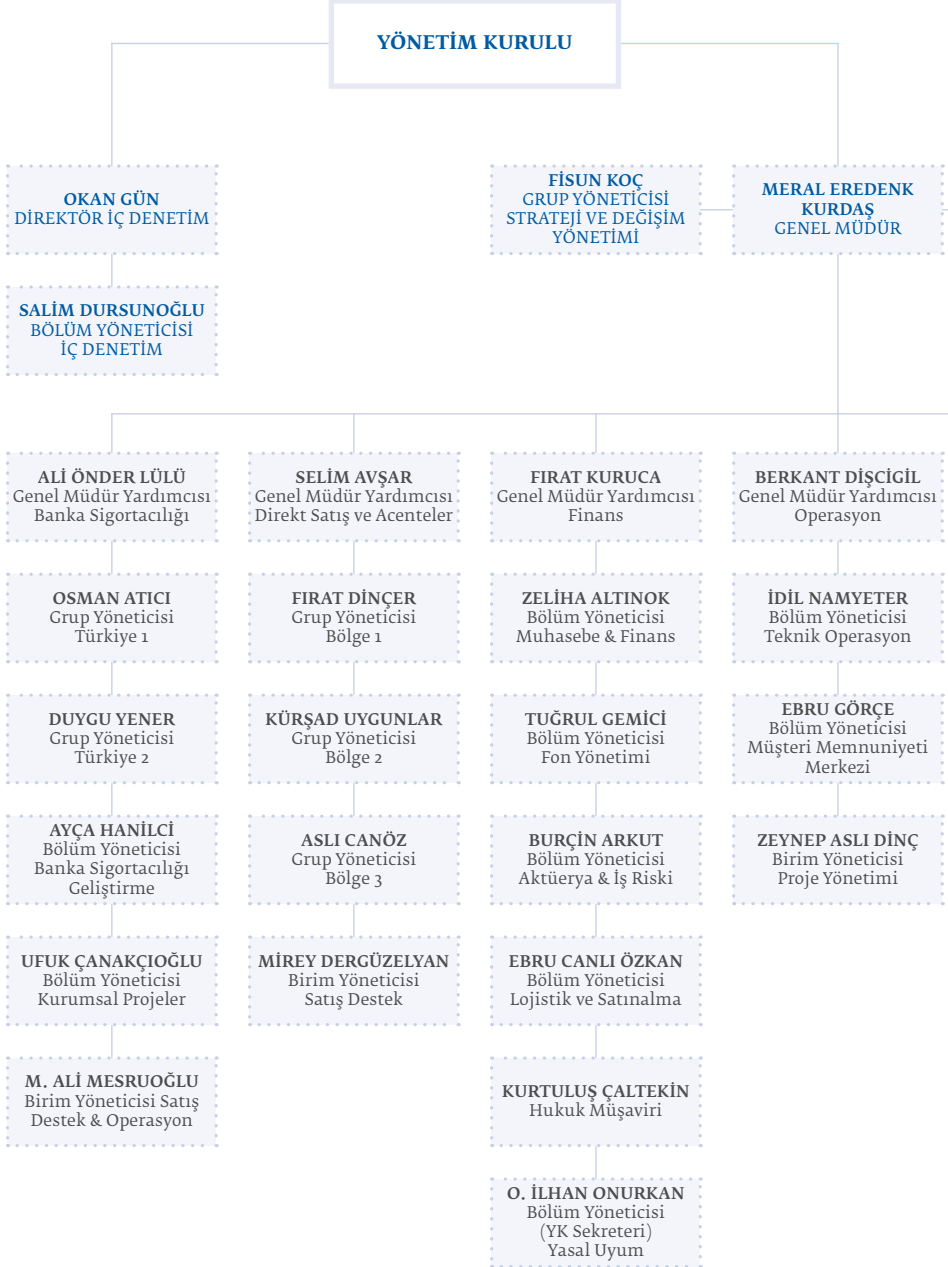 YÖNETİM KURULU
OKAN GÜN
DİREKTÖR İÇ DENETİM
FİSUN KOÇ
GRUP YÖNETİCİSİ
STRATEJİ VE DEĞİŞİM
YÖNETİMİ
MERAL EREDENK
KURDAŞ
GENEL MÜDÜR
SALİM DURSUNOĞLU
BÖLÜM YÖNETİCİSİ
İÇ DENETİM
ALİ ÖNDER LÜLÜ
Genel Müdür Yardımcısı
Banka Sigortacılığı
OSMAN ATICI
Grup Yöneticisi
Türkiye 1
DUYGU YENER
Grup Yöneticisi
Türkiye 2
AYÇA HANİLCİ
Bölüm Yöneticisi
Banka Sigortacılığı
Geliştirme
UFUK ÇANAKÇIOĞLU
Bölüm Yöneticisi
Kurumsal Projeler
M. ALİ MESRUOĞLU
Birim Yöneticisi Satış
Destek & Operasyon
SELİM AVŞAR
Genel Müdür Yardımcısı
Direkt Satış ve Acenteler
FIRAT DİNÇER
Grup Yöneticisi
Bölge 1
KÜRŞAD UYGUNLAR
Grup Yöneticisi
Bölge 2
ASLI CANÖZ
Grup Yöneticisi
Bölge 3
MİREY DERGÜZELYAN
Birim Yöneticisi
Satış Destek
FIRAT KURUCA
Genel Müdür Yardımcısı
Finans
ZELİHA ALTINOK
Bölüm Yöneticisi
Muhasebe & Finans
TUĞRUL GEMİCİ
Bölüm Yöneticisi
Fon Yönetimi
BURÇİN ARKUT
Bölüm Yöneticisi
Aktüerya & İş Riski
EBRU CANLI ÖZKAN
Bölüm Yöneticisi
Lojistik ve Satınalma
KURTULUŞ ÇALTEKİN
Hukuk Müşaviri
O. İLHAN ONURKAN
Bölüm Yöneticisi
(YK Sekreteri)
Yasal Uyum
BERKANT DİŞCİGİL
Genel Müdür Yardımcısı
Operasyon
İDİL NAMYETER
Bölüm Yöneticisi
Teknik Operasyon
EBRU GÖRÇE
Bölüm Yöneticisi
Müşteri Memnuniyeti
Merkezi
ZEYNEP ASLI DİNÇ
Birim Yöneticisi
Proje Yönetimi